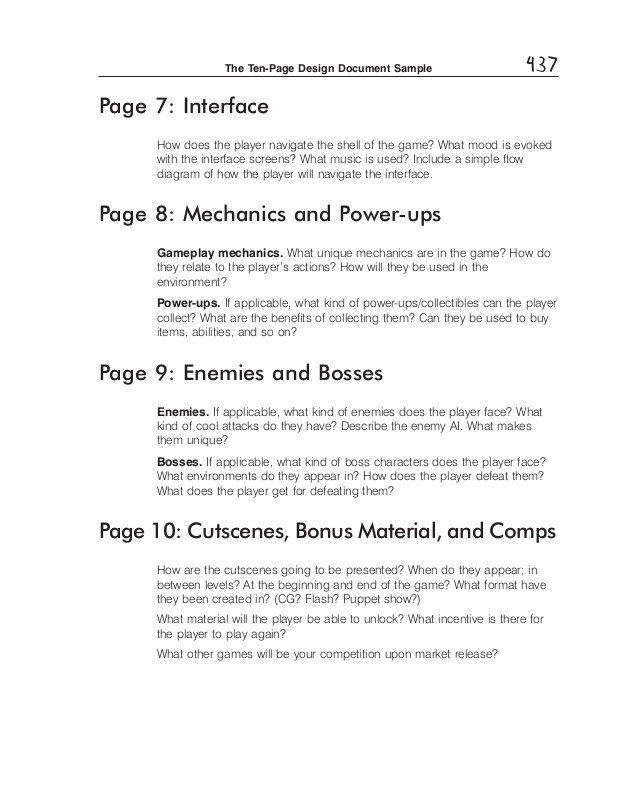 The Ten-Page Design Document Sample 437
Page 7: Interface
How does the player navigate the shell of the game? What mood is evoked
with the interface screens? What music is used? Include a simple flow
diagram of how the player will navigate the interface.
Page 8: Mechanics and Power-ups
Gameplay mechanics. What unique mechanics are in the game? How do
they relate to the player's actions? How will they be used in the
environment?
Power-ups. If applicable, what kind of power-ups/collectibles can the player
collect? What are the benefits of collecting them? Can they be used to buy
items, abilities, and so on?
Page 9: Enemies and Bosses
Enemies. If applicable, what kind of enemies does the player face? What
kind of cool attacks do they have? Describe the enemy AI. What makes
them unique?
Bosses. If applicable, what kind of boss characters does the player face?
What environments do they appear in? How does the player defeat them?
What does the player get for defeating them?
Page 10: Cutscenes, Bonus Material, and Comps
How are the cutscenes going to be presented? When do they appear; in
between levels? At the beginning and end of the game? What format have
they been created in? (CG? Flash? Puppet show?)
What material will the player be able to unlock? What incentive is there for
the player to play again?
What other games will be your competition upon market release?